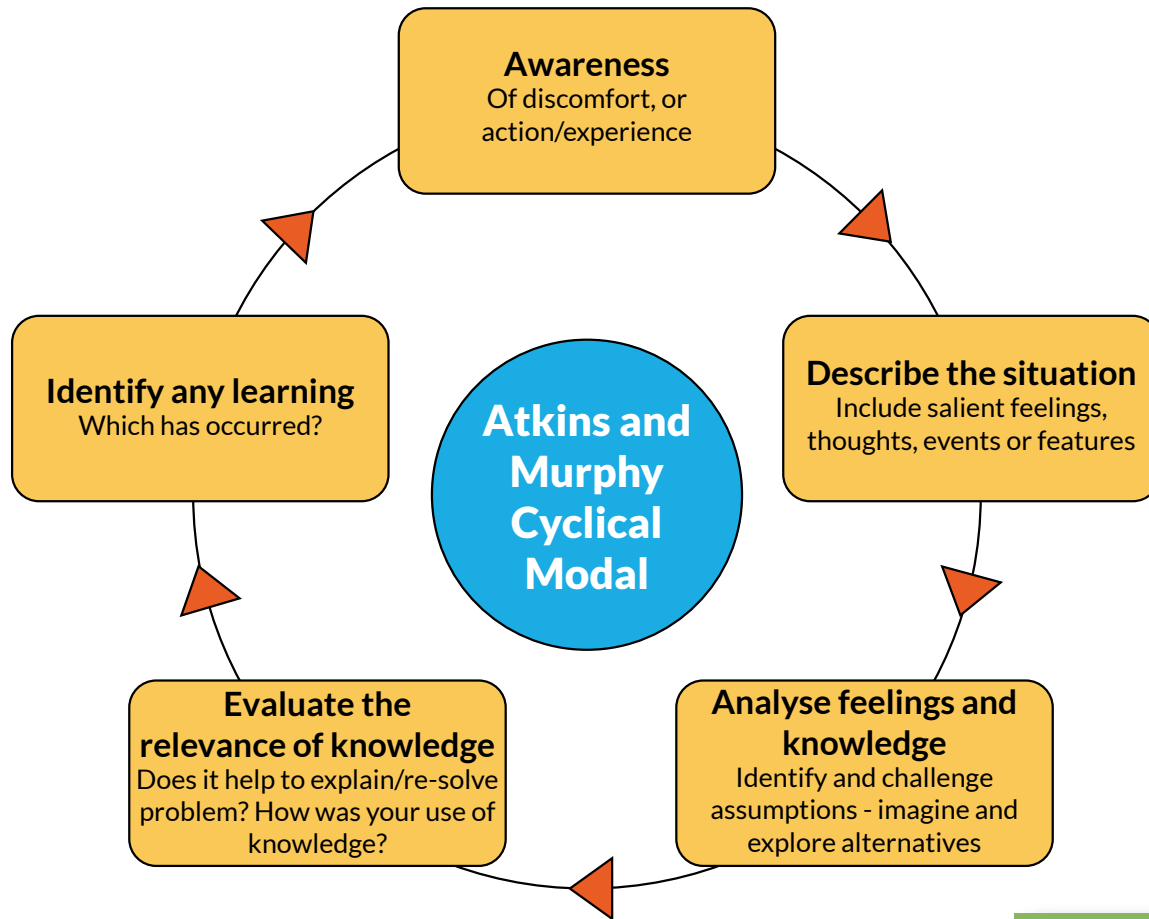 Awareness
Of discomfort, or
action/experience
Describe the situation
Include salient feelings,
thoughts, events or features
Analyse feelings and
knowledge
Identify and challenge
assumptions - imagine and
explore alternatives
Evaluate the
relevance of knowledge
Does it help to explain/re-solve
problem? How was your use of
knowledge?
Identify any learning
Which has occurred?
Atkins and
Murphy
Cyclical
Modal